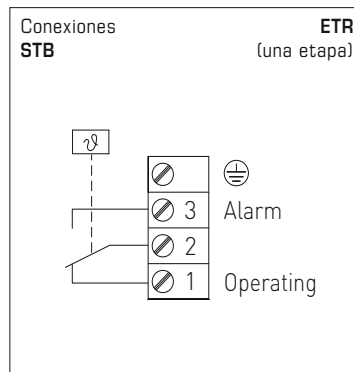 Conexiones ETR
STB (una etapa)
ϑ
3 Alarm
2
1 Operating